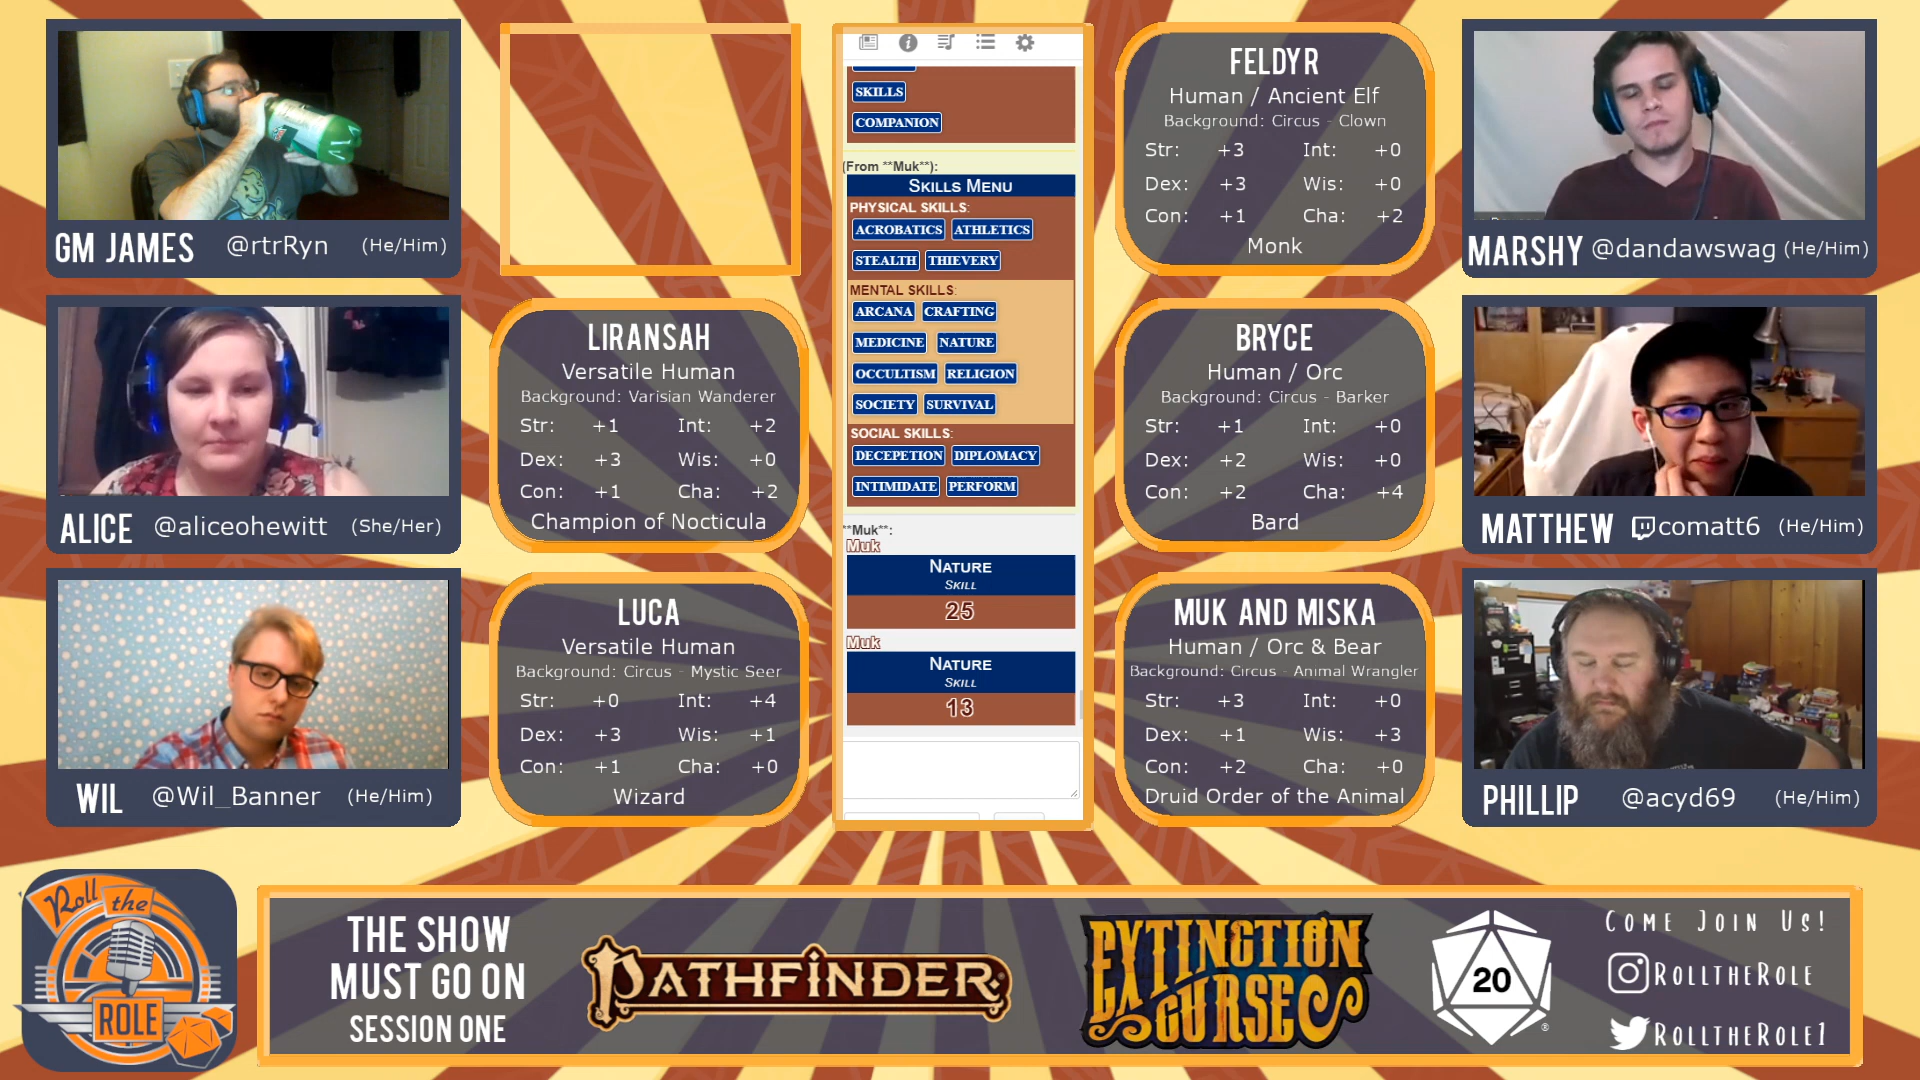 GM JAMES @rtrRyn (He/Him)
ALICE @aliceohewitt (She/Her)
WIL @Wil_Banner (He/Him)
LIRANSAH
Versatile Human
Background: Varisian Wanderer
Str: +1 Int: +2
Dex: +3 Wis: +0
Con: +1 Cha: +2
Champion of Nocticula
LUCA
Versatile Human
Background: Circus - Mystic Seer
Str: +0 Int: +4
Dex: +3 Wis: +1
Con: +1 Cha: +0
Wizard
SKILLS
COMPANION
(From **Muk**):
SKILLS MENU
PHYSICAL SKILLS:
ACROBATICS ATHLETICS
STEALTH THIEVERY
MENTAL SKILLS:
ARCANA CRAFTING
MEDICINE NATURE
OCCULTISM RELIGION
SOCIETY SURVIVAL
SOCIAL SKILLS:
DECEPETION DIPLOMACY
INTIMIDATE PERFORM
**Muk**:
Muk
NATURE
SKILL
25
Muk
NATURE
SKILL
13
FELDYR
Human / Ancient Elf
Background: Circus - Clown
Str: +3 Int: +0
Dex: +3 Wis: +0
Con: +1 Cha: +2
Monk
BRYCE
Human / Orc
Background: Circus - Barker
Str: +1 Int: +0
Dex: +2 Wis: +0
Con: +2 Cha: +4
Bard
MUK AND MISKA
Human / Orc & Bear
Background: Circus - Animal Wrangler
Str: +3 Int: +0
Dex: +1 Wis: +3
Con: +2 Cha: +0
Druid Order of the Animal
MARSHY @dandawswag (He/Him)
MATTHEW comatt6 (He/Him)
PHILLIP @acyd69 (He/Him)
Roll the
ROLE
THE SHOW
MUST GO ON
SESSION ONE
PATHFINDER
EXTINCTION
CURSE
20
®
COME JOIN US!
ROLLTHEROLE
ROLLTHEROLE1